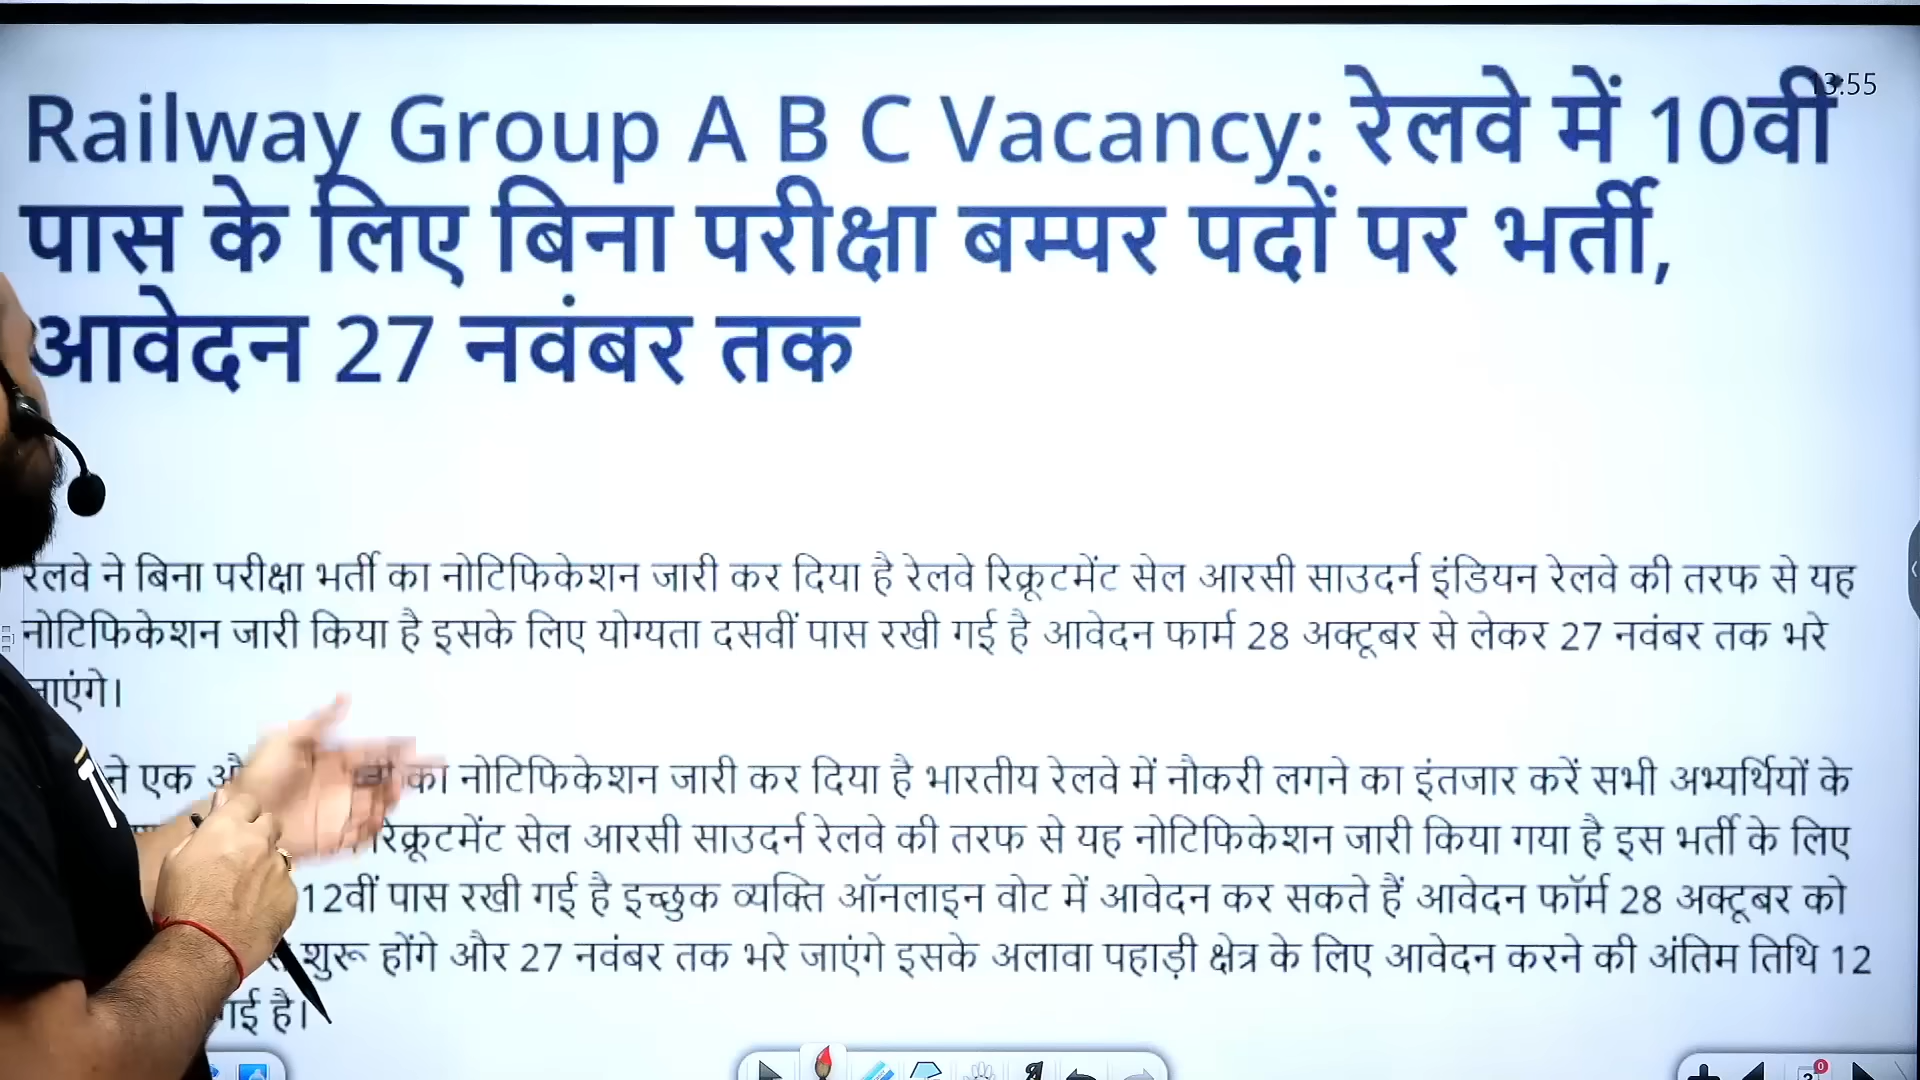 13:55
Railway Group A B C Vacancy: रेलवे में 10वी
पास के लिए बिना परीक्षा बम्पर पदों पर भर्ती,
आवेदन 27 नवंबर तक
रेलवे ने बिना परीक्षा भर्ती का नोटिफिकेशन जारी कर दिया है रेलवे रिक्रूटमेंट सेल आरसी साउदर्न इंडियन रेलवे की तरफ से यह
नोटिफिकेशन जारी किया है इसके लिए योग्यता दसवीं पास रखी गई है आवेदन फार्म 28 अक्टूबर से लेकर 27 नवंबर तक भरे
जाएंगे।
ने एक का नोटिफिकेशन जारी कर दिया है भारतीय रेलवे में नौकरी लगने का इंतजार करें सभी अभ्यर्थियों के
रिक्रूटमेंट सेल आरसी साउदर्न रेलवे की तरफ से यह नोटिफिकेशन जारी किया गया है इस भर्ती के लिए
12वीं पास रखी गई है इच्छुक व्यक्ति ऑनलाइन वोट में आवेदन कर सकते हैं आवेदन फॉर्म 28 अक्टूबर को
शुरू होंगे और 27 नवंबर तक भरे जाएंगे इसके अलावा पहाड़ी क्षेत्र के लिए आवेदन करने की अंतिम तिथि 12
गई है।